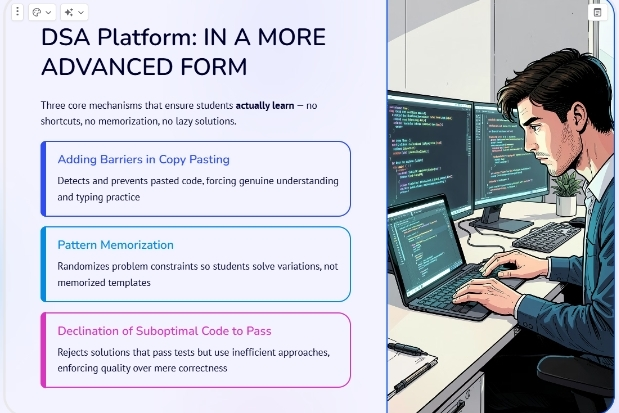 DSA Platform: IN A MORE
ADVANCED FORM
Three core mechanisms that ensure students actually learn — no
shortcuts, no memorization, no lazy solutions.
Adding Barriers in Copy Pasting
Detects and prevents pasted code, forcing genuine understanding
and typing practice
Pattern Memorization
Randomizes problem constraints so students solve variations, not
memorized templates
Declination of Suboptimal Code to Pass
Rejects solutions that pass tests but use inefficient approaches,
enforcing quality over mere correctness